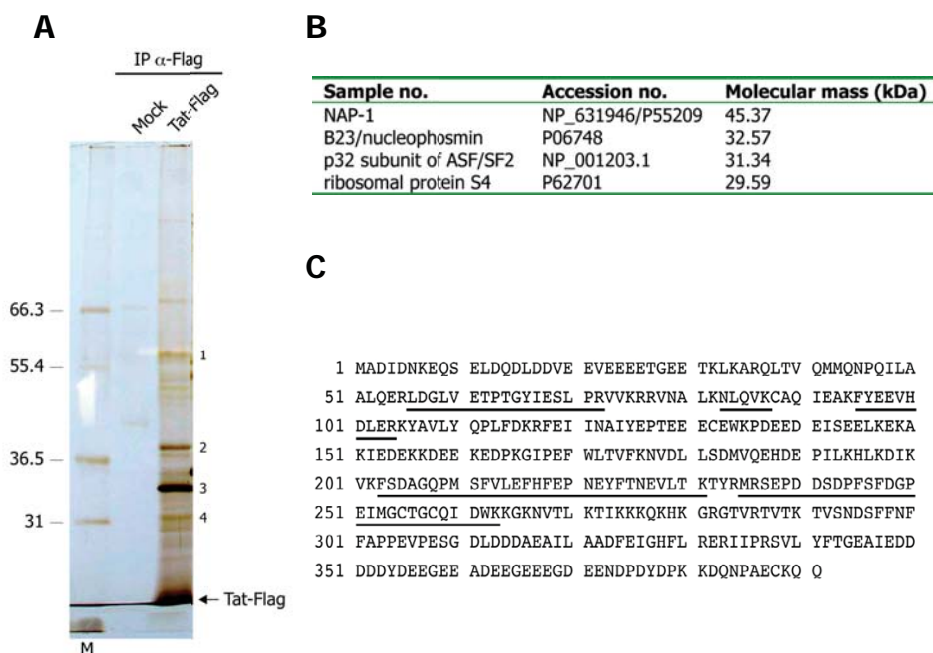 A
IP α-Flag
Mock
Tat-Flag
66.3
55.4
36.5
31
1
2
3
4
Tat-Flag
M
B
Sample no. Accession no. Molecular mass (kDa)
NAP-1 NP_631946/P55209 45.37
B23/nucleophosmin P06748 32.57
p32 subunit of ASF/SF2 NP_001203.1 31.34
ribosomal protein S4 P62701 29.59
C
1 MADIDNKEQS ELDQDLDDVE EVEEEETGEE TKLKARQLTV QMMQNPQILA
51 ALQERLDGLV ETPTGYIESL PRVVKRRVNA LKNLQVKCAQ IEAKFYEEVH
101 DLERKYAVLY QPLFDKRFEI INAIYEPTEE ECEWKPDEED EISEELKEKA
151 KIEDEKKDEE KEDPKGIPEF WLTVFKNVDL LSDMVQEHDE PILKHLKDIK
201 VKFSDAGQPM SFVLEFHFEP NEYFTNEVLT KTYRMRSEPD DSDPFSFDGP
251 EIMGCTGCQI DWKKGKNVTL KTIKKKQKHK GRGTVRTVTK TVSNDSFFNF
301 FAPPEVPESG DLDDDAEAIL AADFEIGHFL RERIIPRSVL YFTGEAIEDD
351 DDDYDEEGEE ADEEGEEEGD EENDPDYDPK KDQNPAECKQ Q